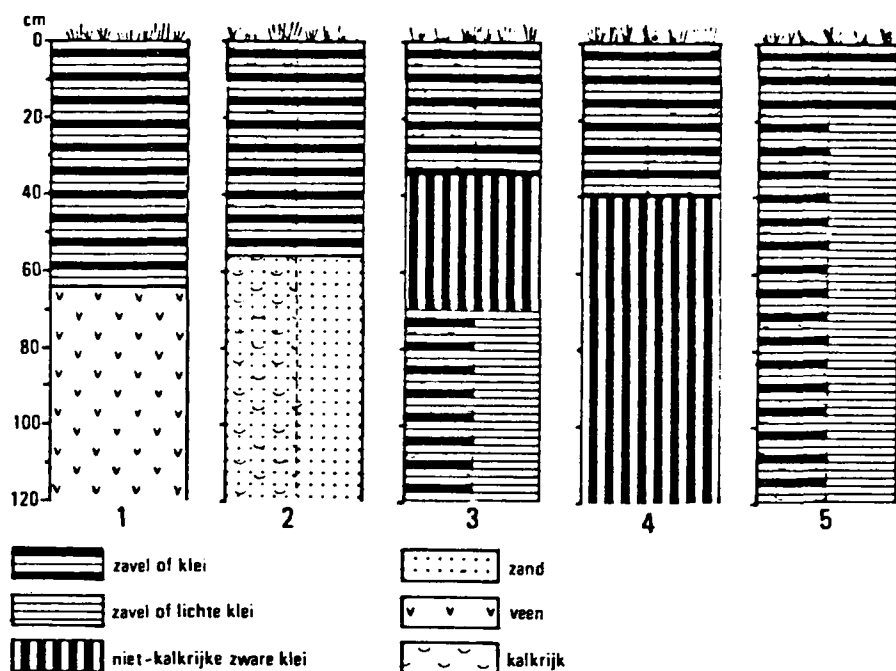 cm
0
20
40
60
80
100
120
1
2
3
4
5
zavel of klei
zavel of lichte klei
niet-kalkrijke zware klei
zand
veen
kalkrijk